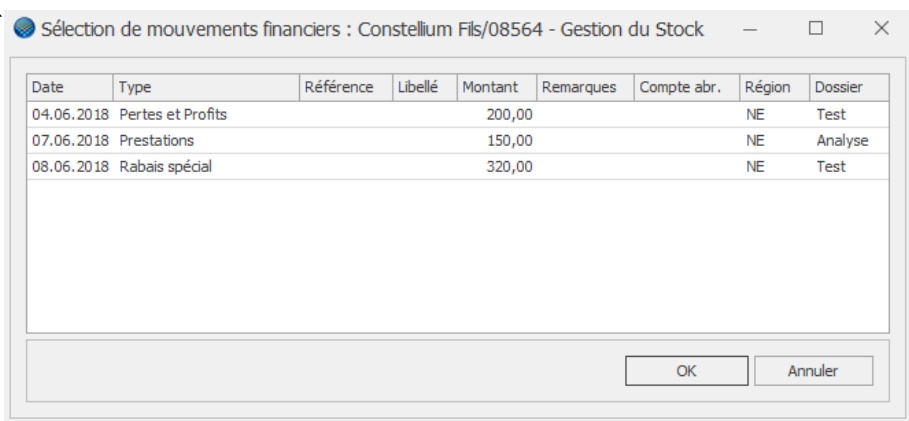 Sélection de mouvements financiers : Constellium Fils/08564 - Gestion du Stock
Date Type Référence Libellé Montant Remarques Compte abr. Région Dossier
04.06.2018 Pertes et Profits 200,00 NE Test
07.06.2018 Prestations 150,00 NE Analyse
08.06.2018 Rabais spécial 320,00 NE Test
OK Annuler